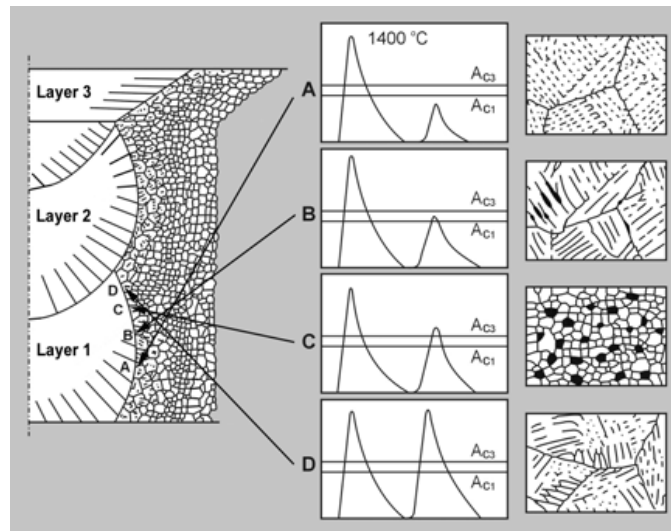 Layer 3
Layer 2
Layer 1
D
C
B
A
A
1400 °C
AC3
AC1
B
AC3
AC1
C
AC3
AC1
D
AC3
AC1